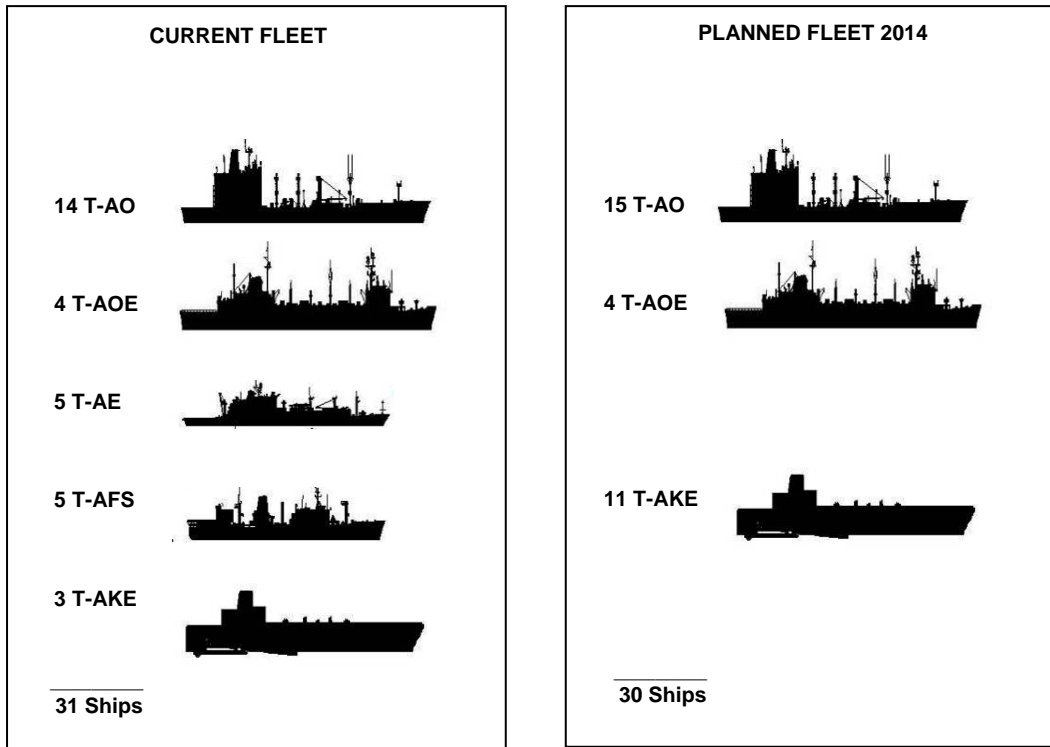 CURRENT FLEET
14 T-AO
4 T-AOE
5 T-AE
5 T-AFS
3 T-AKE
31 Ships
PLANNED FLEET 2014
15 T-AO
4 T-AOE
11 T-AKE
30 Ships